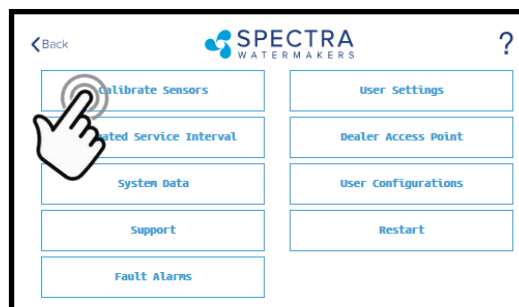 Back
SPECTRA
WATERMAKERS
?
Calibrate Sensors
User Settings
Service Interval
Dealer Access Point
System Data
User Configurations
Support
Restart
Fault Alarms